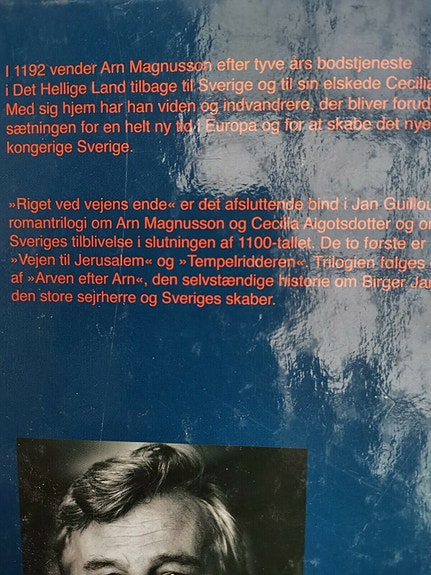 I 1192 vender Arn Magnusson efter tyve års bodstjeneste
i Det Hellige Land tilbage til Sverige og til sin elskede Cecilia
Med sig hjem har han viden og indvandrere, der bliver forud
sætningen for en helt ny tid i Europa og for at skabe det nye
kongerige Sverige.
»Riget ved vejens ende« er det afsluttende bind i Jan Guillou
romantrilogi om Arn Magnusson og Cecilia Algotsdotter og om
Sveriges tilblivelse i slutningen af 1100-tallet. De to første er
»Vejen til Jerusalem« og »Tempelridderen«. Trilogien følges
af »Arven efter Arn«, den selvstændige historie om Birger Jar
den store sejrherre og Sveriges skaber.